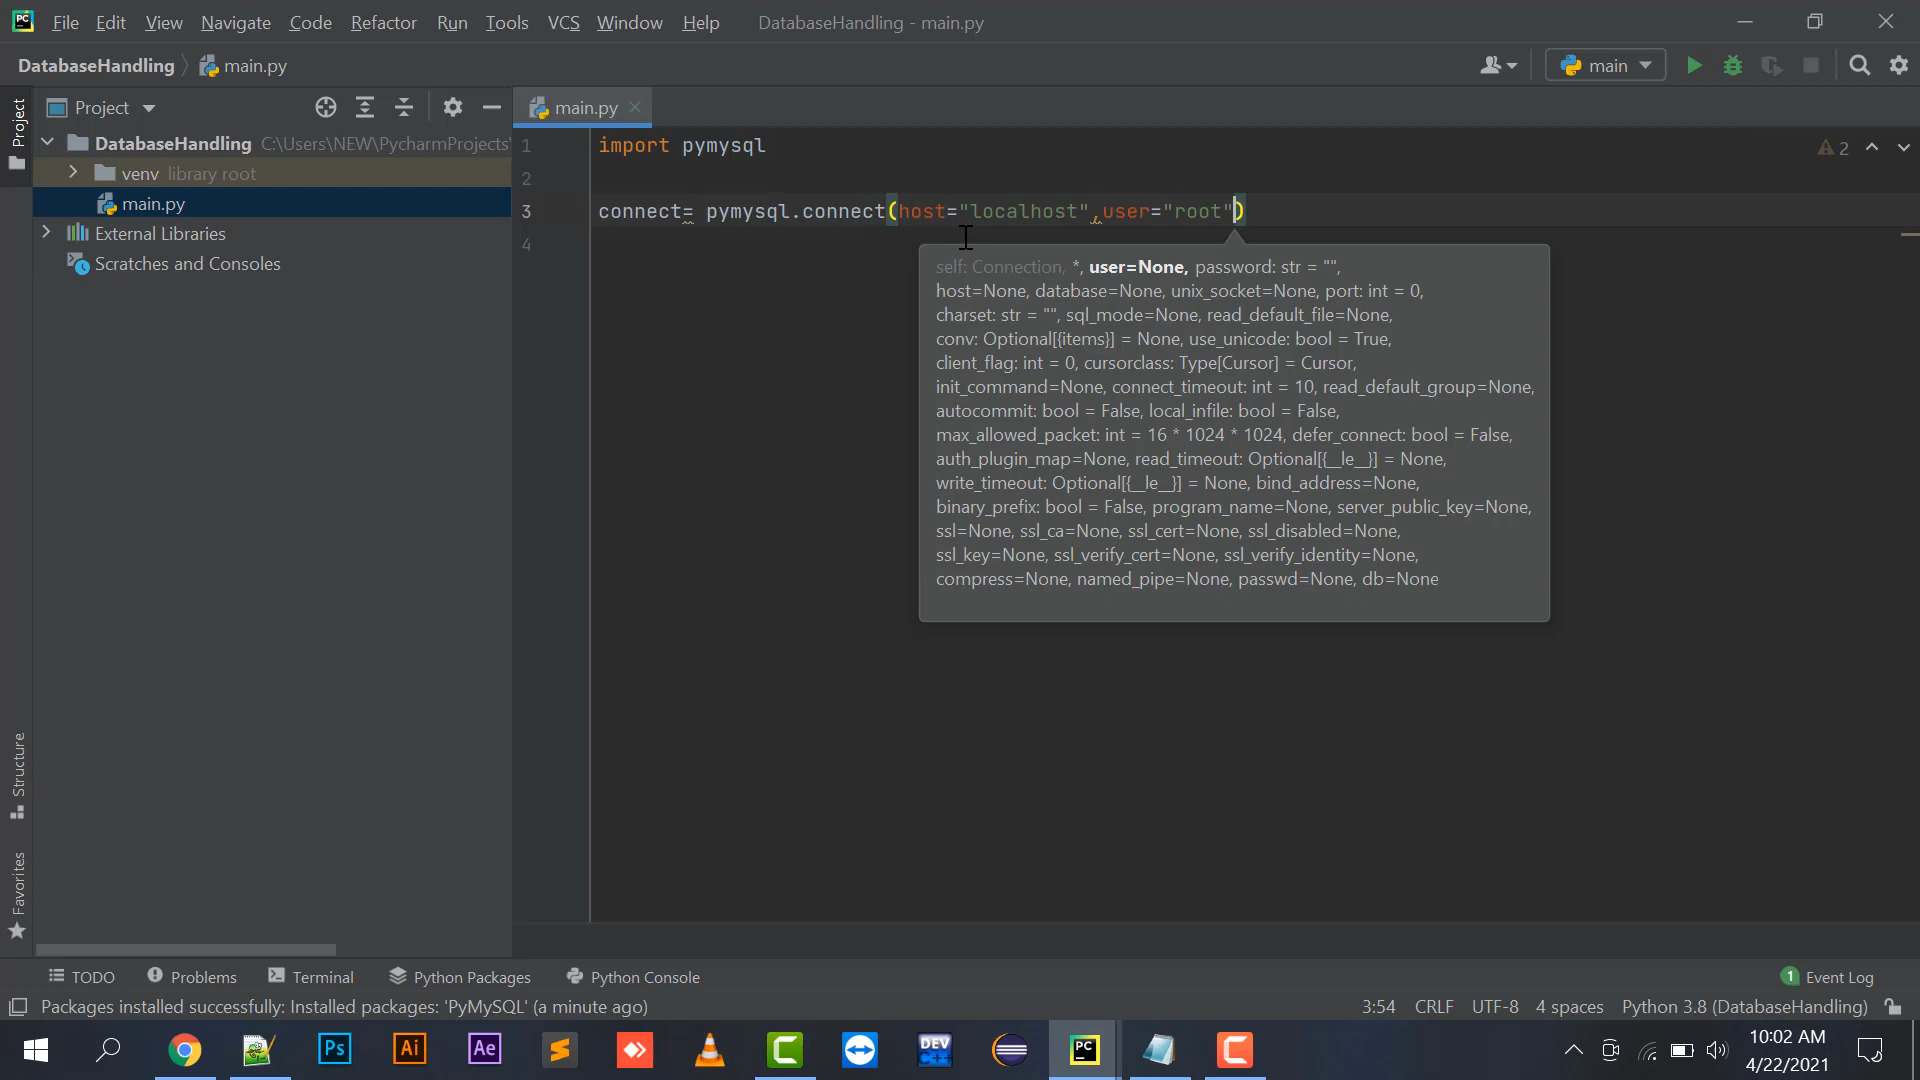 PC File Edit View Navigate Code Refactor Run Tools VCS Window Help DatabaseHandling - main.py
DatabaseHandling main.py main
Project main.py
DatabaseHandling C:\Users\NEW\PycharmProjects\
venv library root
main.py
External Libraries
Scratches and Consoles
Project
Structure
Favorites
1 import pymysql 2
2
3 connect= pymysql.connect(host="localhost",user="root")
4
self: Connection, *, user=None, password: str = "",
host=None, database=None, unix_socket=None, port: int = 0,
charset: str = "", sql_mode=None, read_default_file=None,
conv: Optional[{items}] = None, use_unicode: bool = True,
client_flag: int = 0, cursorclass: Type[Cursor] = Cursor,
init_command=None, connect_timeout: int = 10, read_default_group=None,
autocommit: bool = False, local_infile: bool = False,
max_allowed_packet: int = 16 * 1024 * 1024, defer_connect: bool = False,
auth_plugin_map=None, read_timeout: Optional[{__le__}] = None,
write_timeout: Optional[{__le__}] = None, bind_address=None,
binary_prefix: bool = False, program_name=None, server_public_key=None,
ssl=None, ssl_ca=None, ssl_cert=None, ssl_disabled=None,
ssl_key=None, ssl_verify_cert=None, ssl_verify_identity=None,
compress=None, named_pipe=None, passwd=None, db=None
TODO Problems Terminal Python Packages Python Console 1 Event Log
Packages installed successfully: Installed packages: 'PyMySQL' (a minute ago) 3:54 CRLF UTF-8 4 spaces Python 3.8 (DatabaseHandling)
Ps Ai Ae DEV C++ PC 10:02 AM
4/22/2021